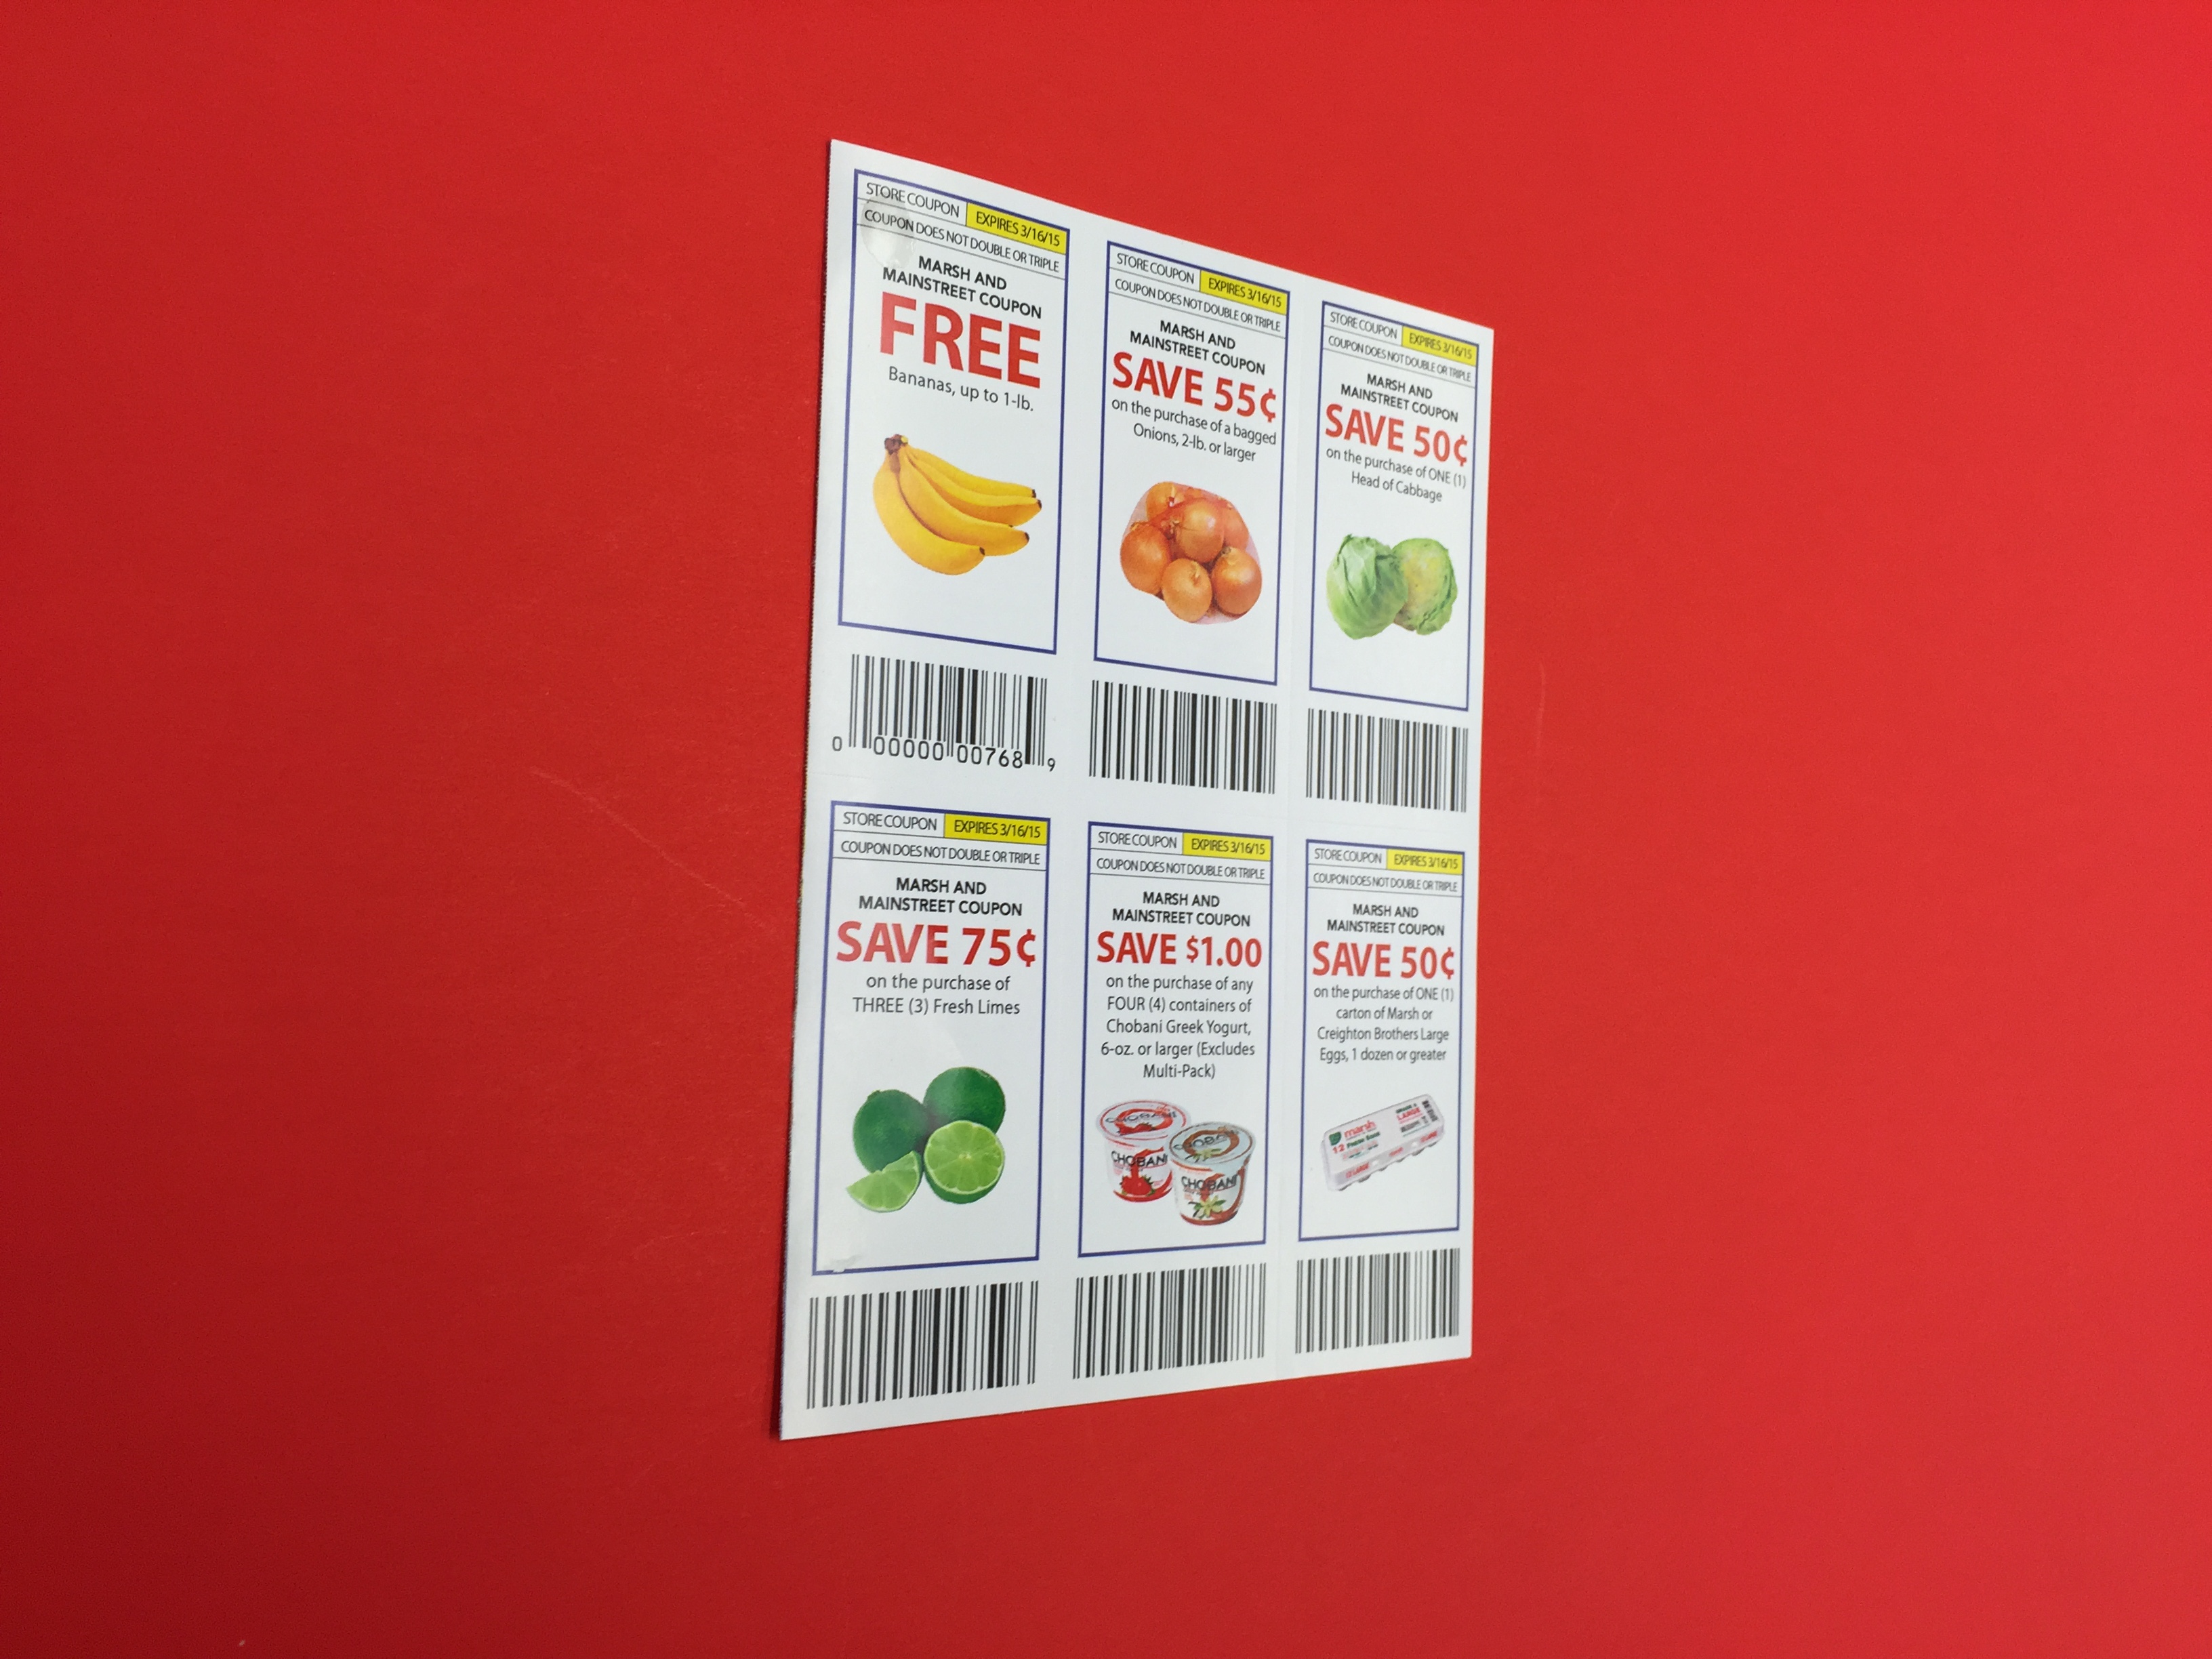 STORE COUPON EXPIRES 3/16/15
COUPON DOES NOT DOUBLE OR TRIPLE
MARSH AND
MAINSTREET COUPON
FREE
Bananas, up to 1-lb.
0 00000 00768 9
STORE COUPON EXPIRES 3/16/15
COUPON DOES NOT DOUBLE OR TRIPLE
MARSH AND
MAINSTREET COUPON
SAVE 55¢
on the purchase of a bagged
Onions, 2-lb. or larger
STORE COUPON EXPIRES 3/16/15
COUPON DOES NOT DOUBLE OR TRIPLE
MARSH AND
MAINSTREET COUPON
SAVE 50¢
on the purchase of ONE (1)
Head of Cabbage
STORE COUPON EXPIRES 3/16/15
COUPON DOES NOT DOUBLE OR TRIPLE
MARSH AND
MAINSTREET COUPON
SAVE 75¢
on the purchase of
THREE (3) Fresh Limes
STORE COUPON EXPIRES 3/16/15
COUPON DOES NOT DOUBLE OR TRIPLE
MARSH AND
MAINSTREET COUPON
SAVE $1.00
on the purchase of any
FOUR (4) containers of
Chobani Greek Yogurt,
6-oz. or larger (Excludes
Multi-Pack)
CHOBANI
CHOBANI
CHOBANI
CHOBANI
STORE COUPON EXPIRES 3/16/15
COUPON DOES NOT DOUBLE OR TRIPLE
MARSH AND
MAINSTREET COUPON
SAVE 50¢
on the purchase of ONE (1)
carton of Marsh or
Creighton Brothers Large
Eggs, 1 dozen or greater
marsh
LARGE
12